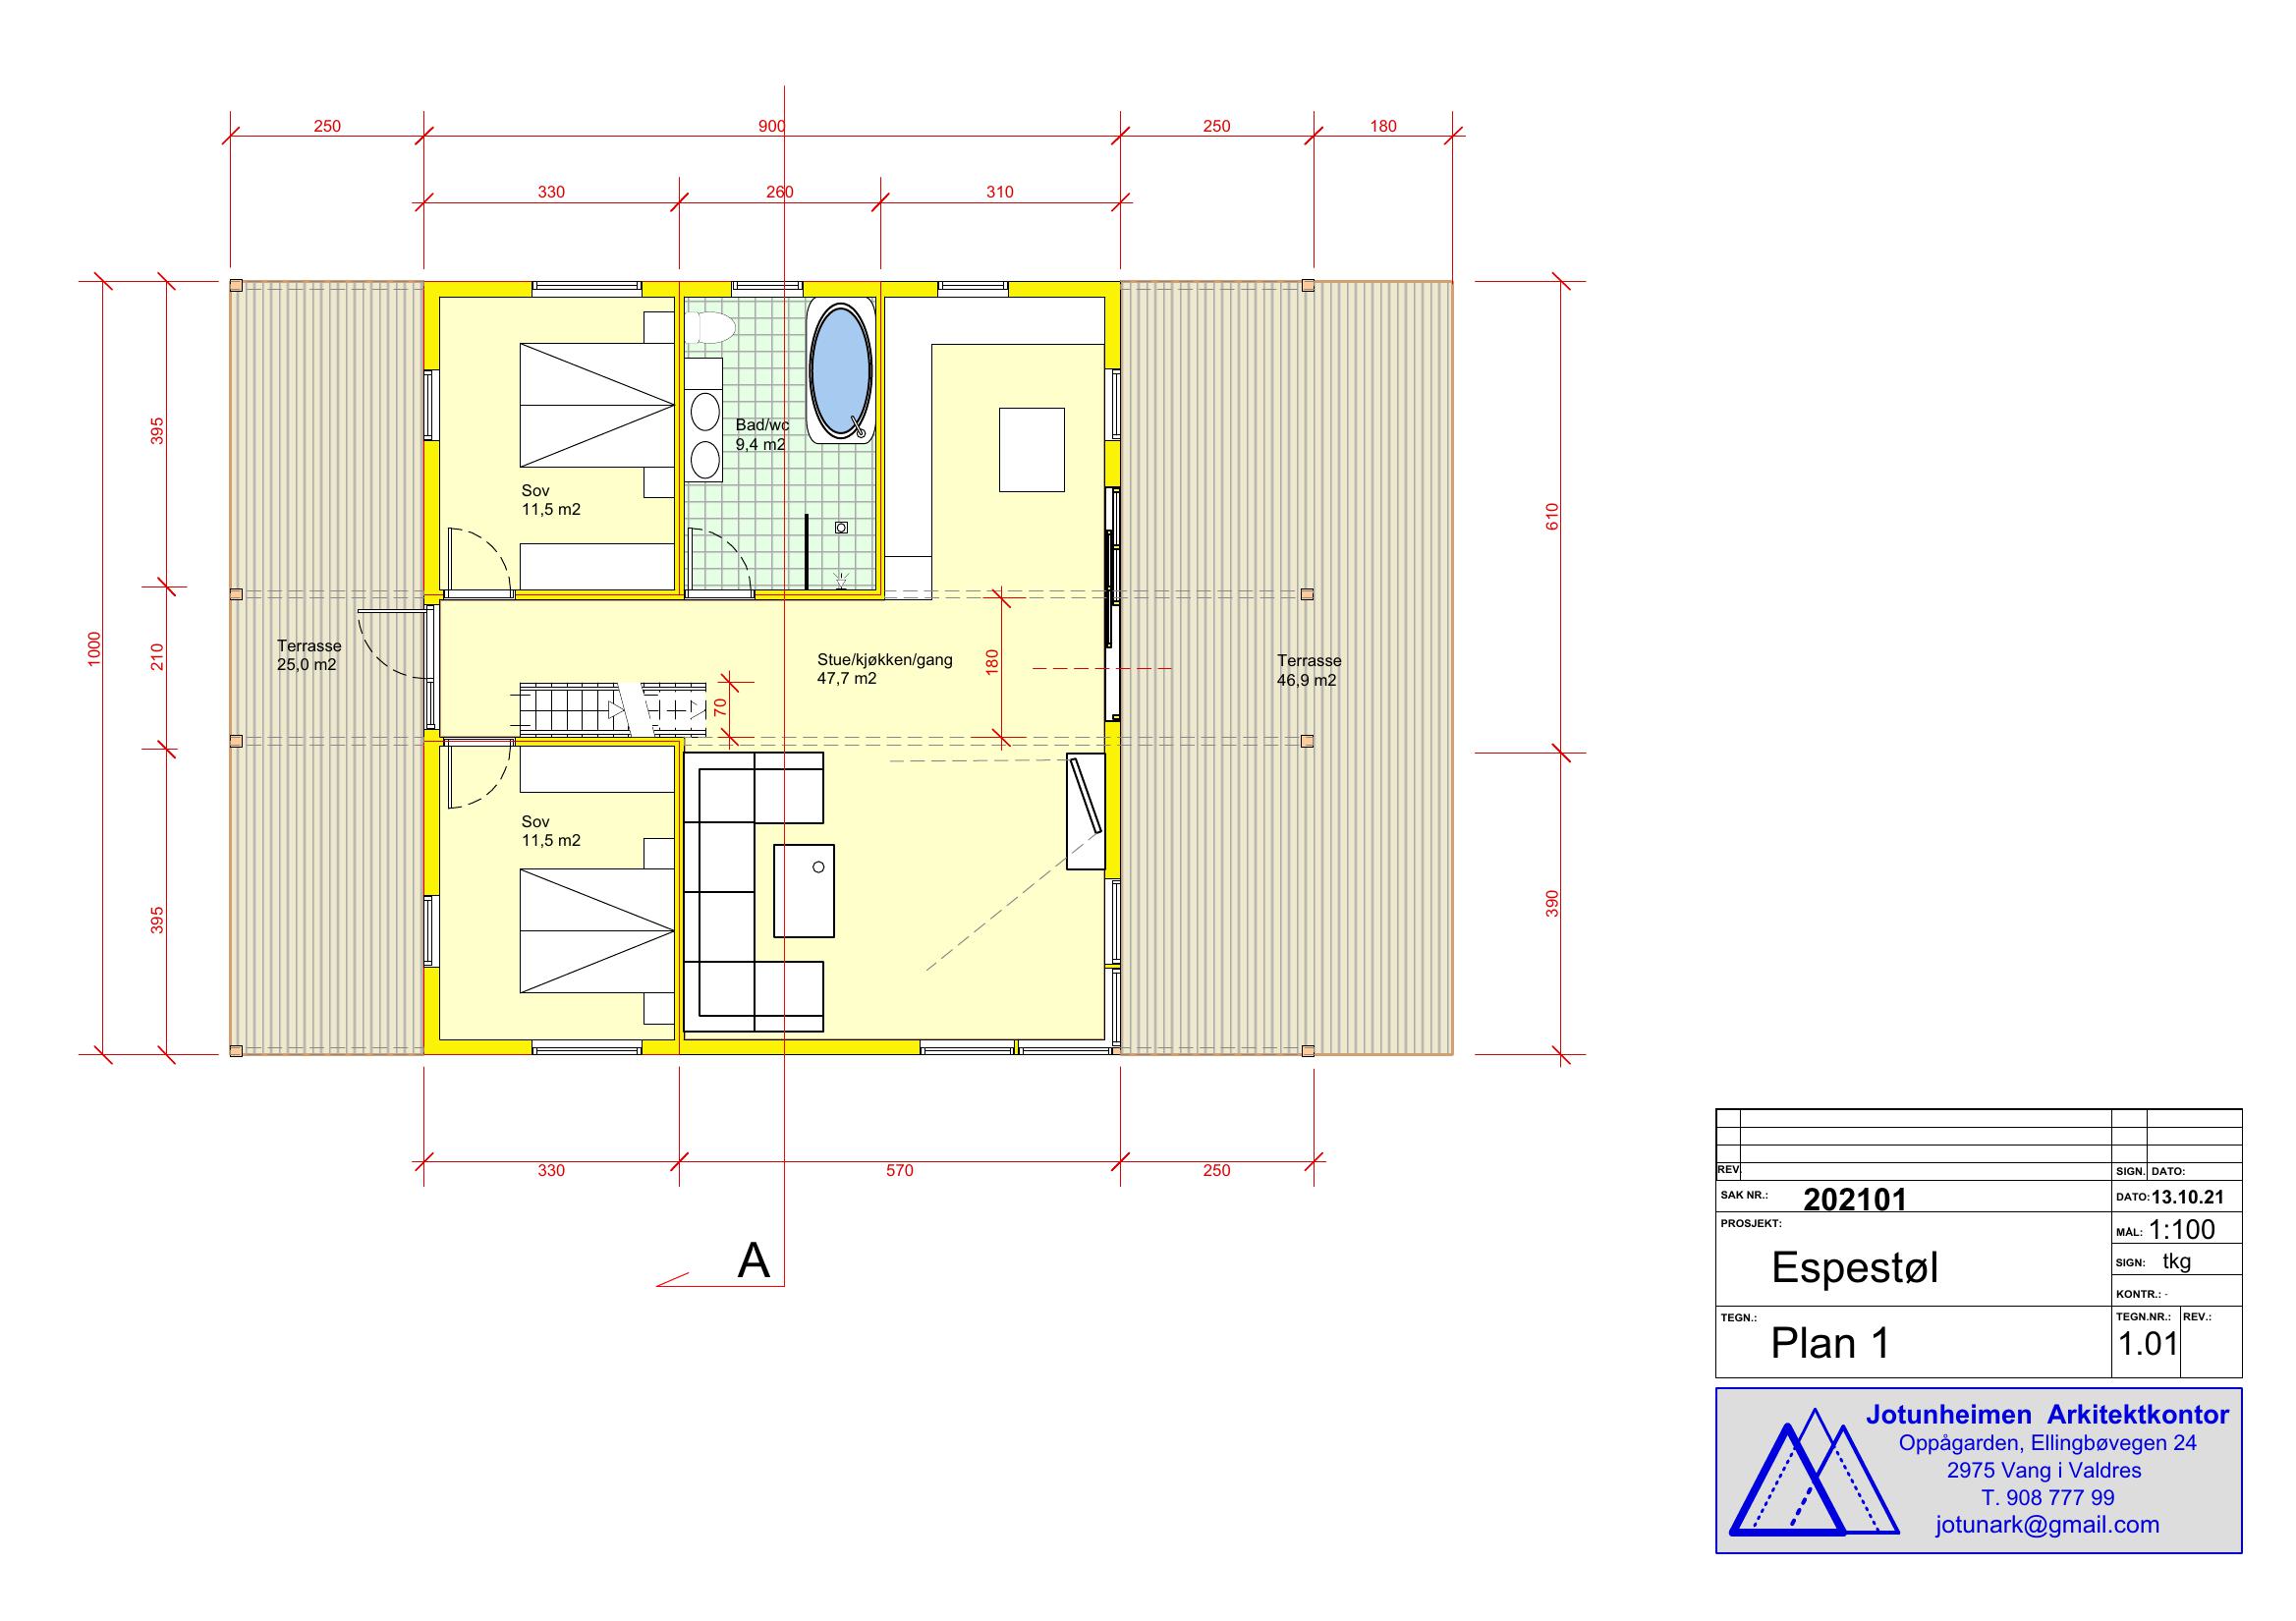 250
900
250
180
330
260
310
395
210
395
1000
610
390
Sov
11,5 m2
Bad/wc
9,4 m2
Terrasse
25,0 m2
Stue/kjøkken/gang
47,7 m2
180
70
Terrasse
46,9 m2
Sov
11,5 m2
330
570
250
A
REV.
SIGN. DATO:
SAK NR.: 202101
DATO: 13.10.21
PROSJEKT:
Espestøl
MÅL: 1:100
SIGN: tkg
KONTR.: -
TEGN.:
Plan 1
TEGN.NR.: REV.:
1.01
Jotunheimen Arkitektkontor
Oppågarden, Ellingbøvegen 24
2975 Vang i Valdres
T. 908 777 99
jotunark@gmail.com